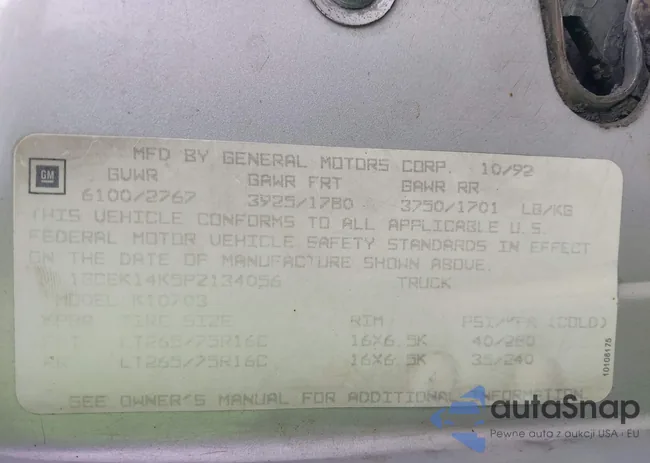 MFD BY GENERAL MOTORS CORP. 10/92
GM
GVWR GAWR FRT GAWR RR
6100/2767 3925/1780 3750/1701 LB/KG
THIS VEHICLE CONFORMS TO ALL APPLICABLE U.S.
FEDERAL MOTOR VEHICLE SAFETY STANDARDS IN EFFECT
ON THE DATE OF MANUFACTURE SHOWN ABOVE.
1GCEK14K5PZ134056 TRUCK
MODEL K10703
TIRE SIZE RIM PSI/KPA (COLD)
LT265/75R16C 16X6.5K 40/280
LT265/75R16C 16X6.5K 35/240
SEE OWNER'S MANUAL FOR ADDITIONAL INFORMATION
10106175
autaSnap
Pewne auta z aukcji USA i EU